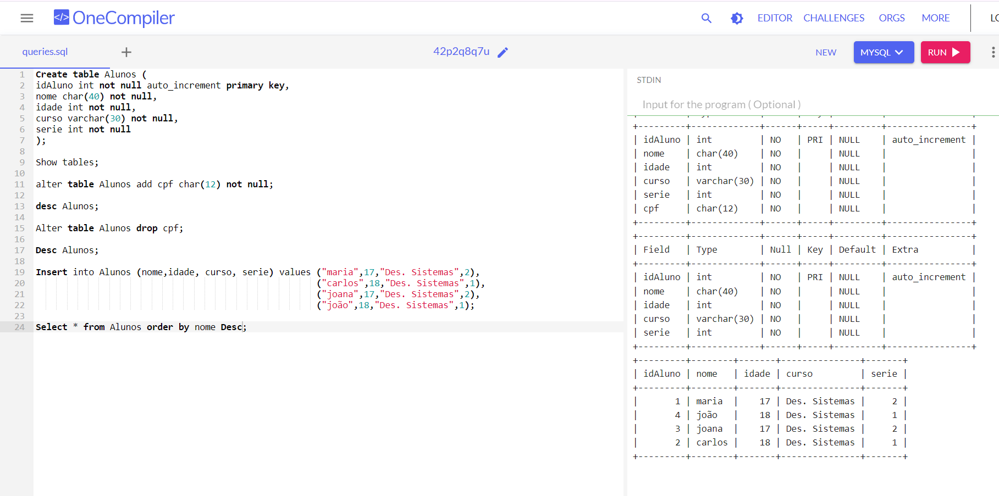 OneCompiler
EDITOR CHALLENGES ORGS MORE
queries.sql
42p2q8q7u
NEW
MYSQL
RUN
1 Create table Alunos (
2 idAluno int not null auto_increment primary key,
3 nome char(40) not null,
4 idade int not null,
5 curso varchar(30) not null,
6 serie int not null
7 );
8
9 Show tables;
10
11 alter table Alunos add cpf char(12) not null;
12
13 desc Alunos;
14
15 Alter table Alunos drop cpf;
16
17 Desc Alunos;
18
19 Insert into Alunos (nome,idade, curso, serie) values ("maria",17,"Des. Sistemas",2),
20 ("carlos",18,"Des. Sistemas",1),
21 ("joana",17,"Des. Sistemas",2),
22 ("joão",18,"Des. Sistemas",1);
23
24 Select * from Alunos order by nome Desc;
STDIN
Input for the program ( Optional )
+---------+-------------+------+-----+---------+----------------+
| idAluno | int         | NO   | PRI | NULL    | auto_increment |
| nome    | char(40)    | NO   |     | NULL    |                |
| idade   | int         | NO   |     | NULL    |                |
| curso   | varchar(30) | NO   |     | NULL    |                |
| serie   | int         | NO   |     | NULL    |                |
| cpf     | char(12)    | NO   |     | NULL    |                |
+---------+-------------+------+-----+---------+----------------+
+---------+-------------+------+-----+---------+----------------+
| Field   | Type        | Null | Key | Default | Extra          |
+---------+-------------+------+-----+---------+----------------+
| idAluno | int         | NO   | PRI | NULL    | auto_increment |
| nome    | char(40)    | NO   |     | NULL    |                |
| idade   | int         | NO   |     | NULL    |                |
| curso   | varchar(30) | NO   |     | NULL    |                |
| serie   | int         | NO   |     | NULL    |                |
+---------+-------------+------+-----+---------+----------------+
+---------+--------+-------+---------------+-------+
| idAluno | nome   | idade | curso         | serie |
+---------+--------+-------+---------------+-------+
|       1 | maria  |    17 | Des. Sistemas |     2 |
|       4 | joão   |    18 | Des. Sistemas |     1 |
|       3 | joana  |    17 | Des. Sistemas |     2 |
|       2 | carlos |    18 | Des. Sistemas |     1 |
+---------+--------+-------+---------------+-------+